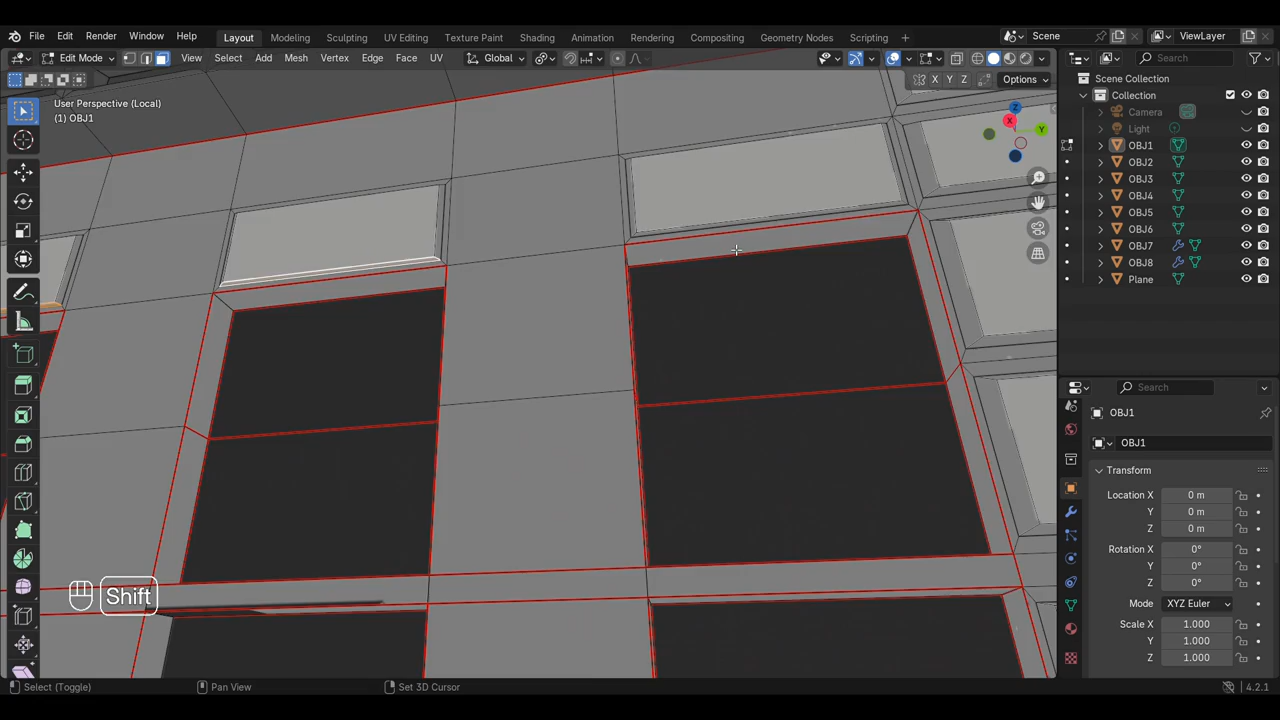 File Edit Render Window Help
Layout Modeling Sculpting UV Editing Texture Paint Shading Animation Rendering Compositing Geometry Nodes Scripting + Scene ViewLayer
Edit Mode View Select Add Mesh Vertex Edge Face UV Global Search
X Y Z Options Scene Collection
User Perspective (Local)
(1) OBJ1
Collection
Camera
Light
OBJ1
OBJ2
OBJ3
OBJ4
OBJ5
OBJ6
OBJ7
OBJ8
Plane
Z
X
Y
Search
OBJ1
OBJ1
Transform
Location X 0 m
Y 0 m
Z 0 m
Rotation X 0°
Y 0°
Z 0°
Mode XYZ Euler
Scale X 1.000
Y 1.000
Z 1.000
Shift
Select (Toggle) Pan View Set 3D Cursor 4.2.1